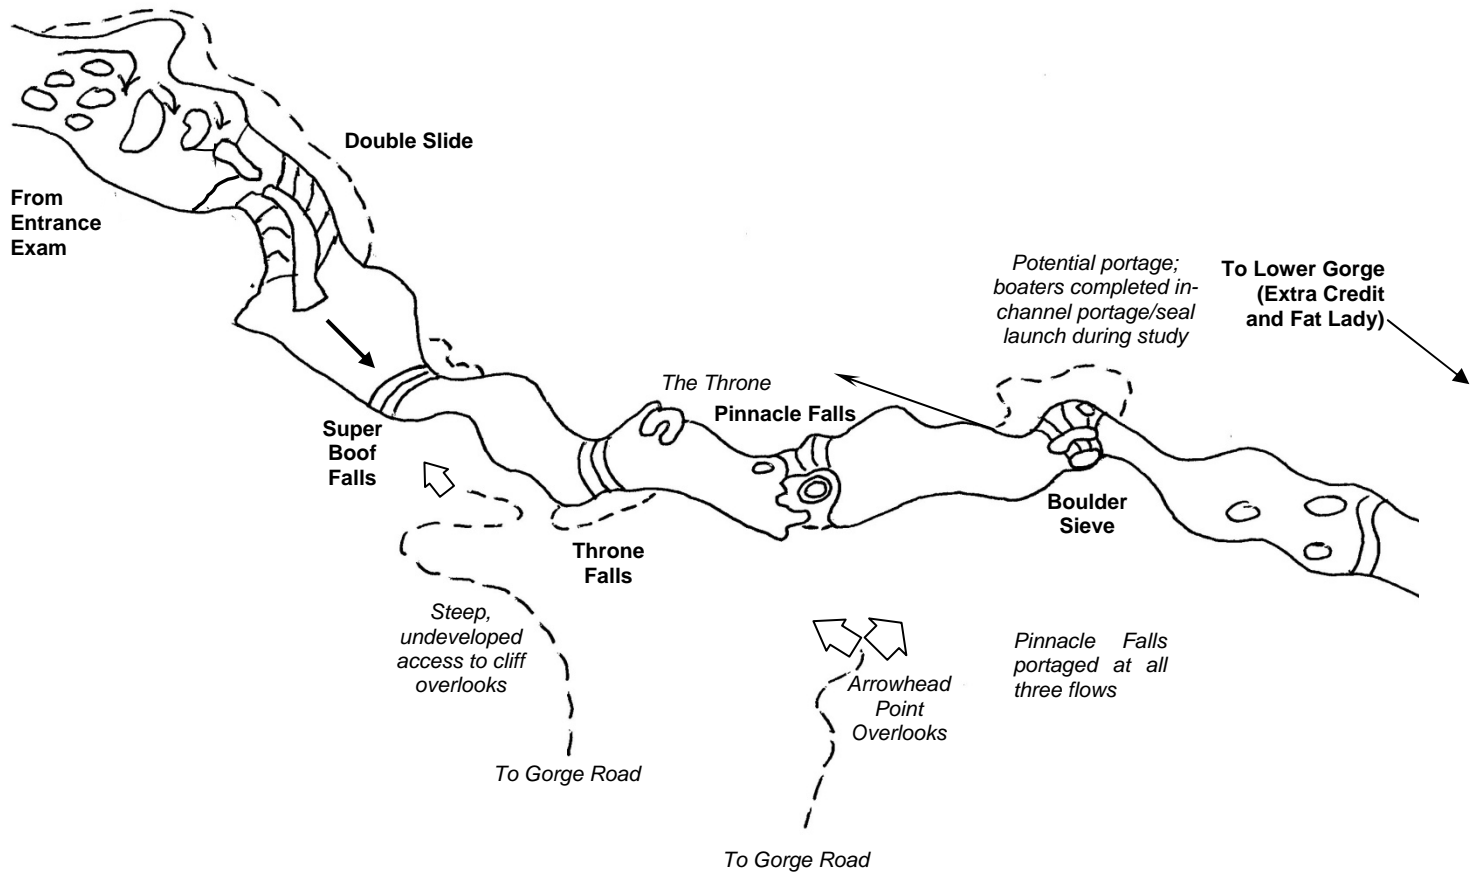 Double Slide
From
Entrance
Exam
Potential portage;
boaters completed in-
channel portage/seal
launch during study
To Lower Gorge
(Extra Credit
and Fat Lady)
The Throne
Pinnacle Falls
Super
Boof
Falls
Boulder
Sieve
Throne
Falls
Steep,
undeveloped
access to cliff
overlooks
Arrowhead
Point
Overlooks
Pinnacle Falls
portaged at all
three flows
To Gorge Road
To Gorge Road